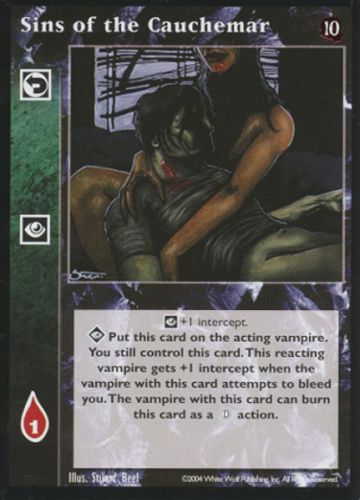 Sins of the Cauchemar
10
+1 intercept.
Put this card on the acting vampire.
You still control this card. This reacting
vampire gets +1 intercept when the
vampire with this card attempts to bleed
you. The vampire with this card can burn
this card as a D action.
1
Illus. Stuart Beel
©2004 White Wolf Publishing, Inc. All Rights Reserved.